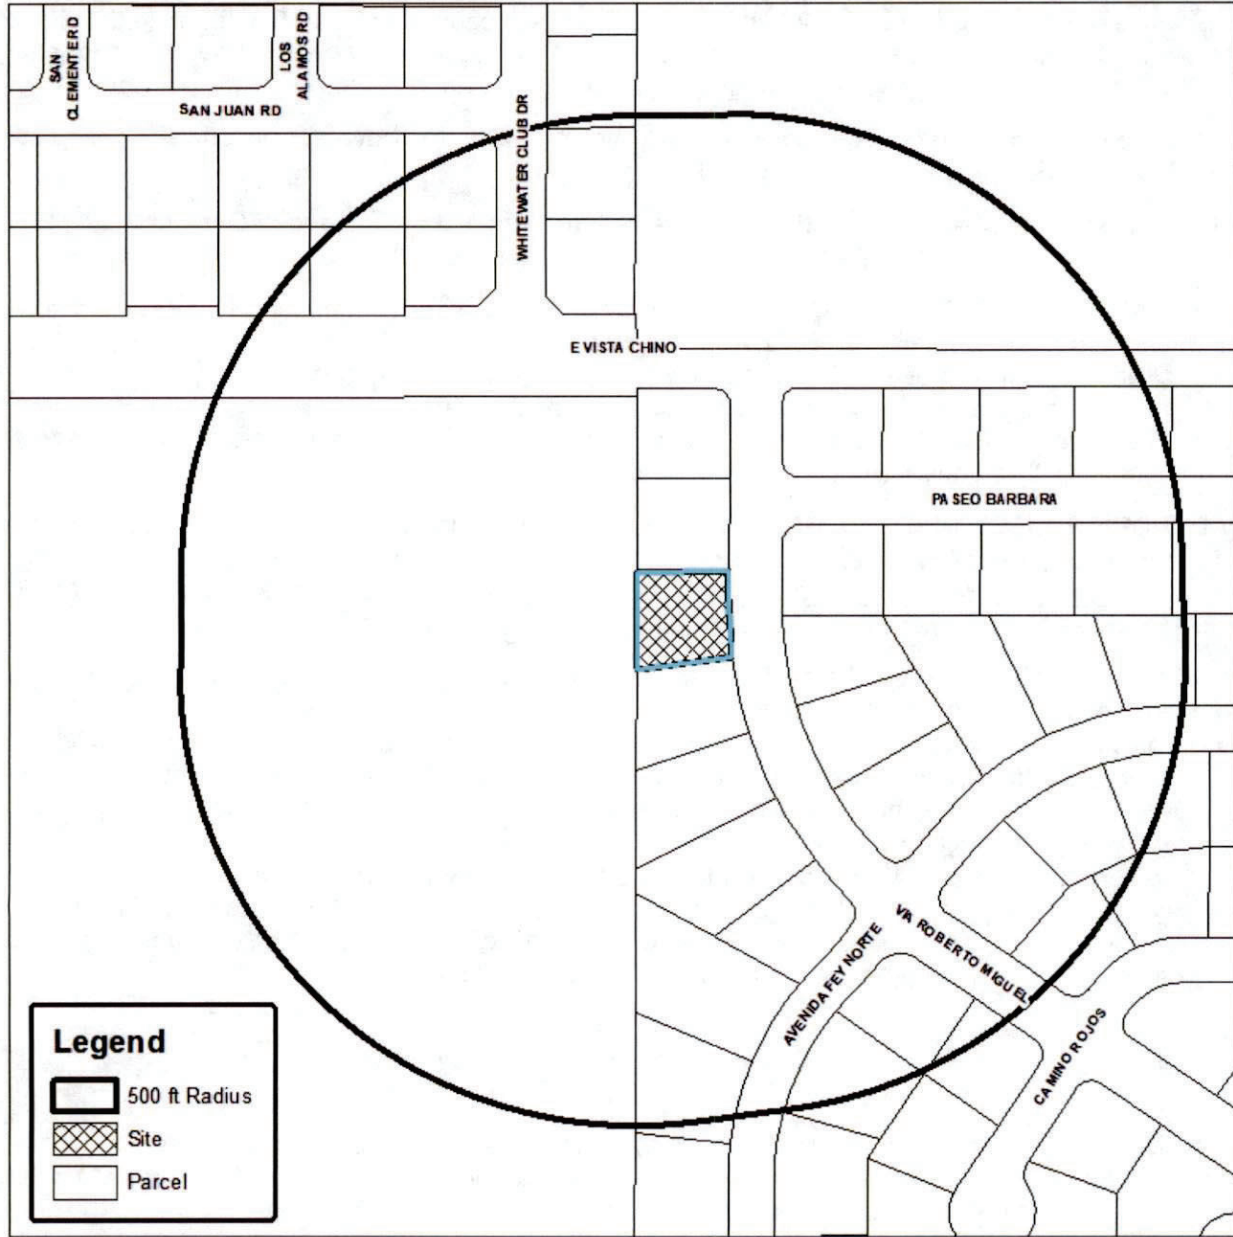 SAN
CLEMENTE RD
LOS
ALAMOS RD
SAN JUAN RD
WHITEWATER CLUB DR
E VISTA CHINO
PASEO BARBARA
VIA ROBERTO MIGUEL
AVENIDA FEY NORTE
CAMINO ROJOS
Legend
500 ft Radius
Site
Parcel